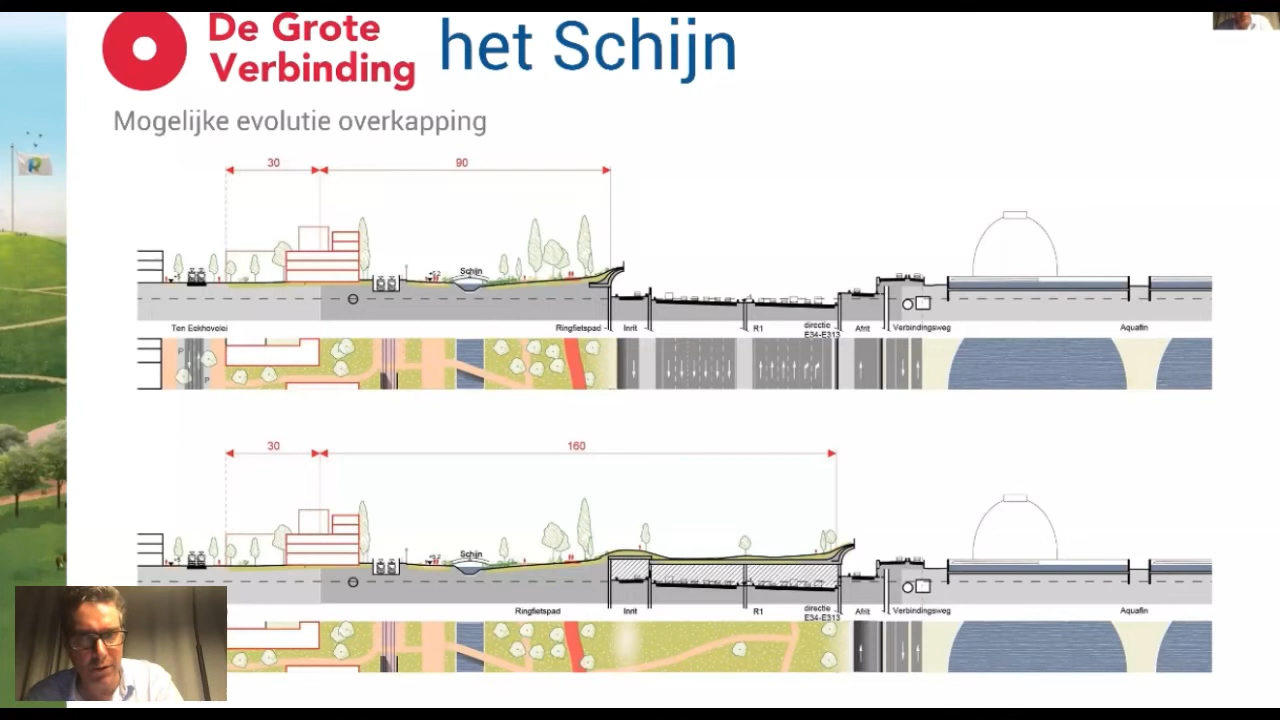 De Grote
Verbinding
het Schijn
Mogelijke evolutie overkapping
30
90
Schijn
Ten Eekhovelei
Ringfietspad
Inrit
R1
directie
E34-E313
Afrit
Verbindingsweg
Aquafin
P
P
30
160
Schijn
Ringfietspad
Inrit
R1
directie
E34-E313
Afrit
Verbindingsweg
Aquafin